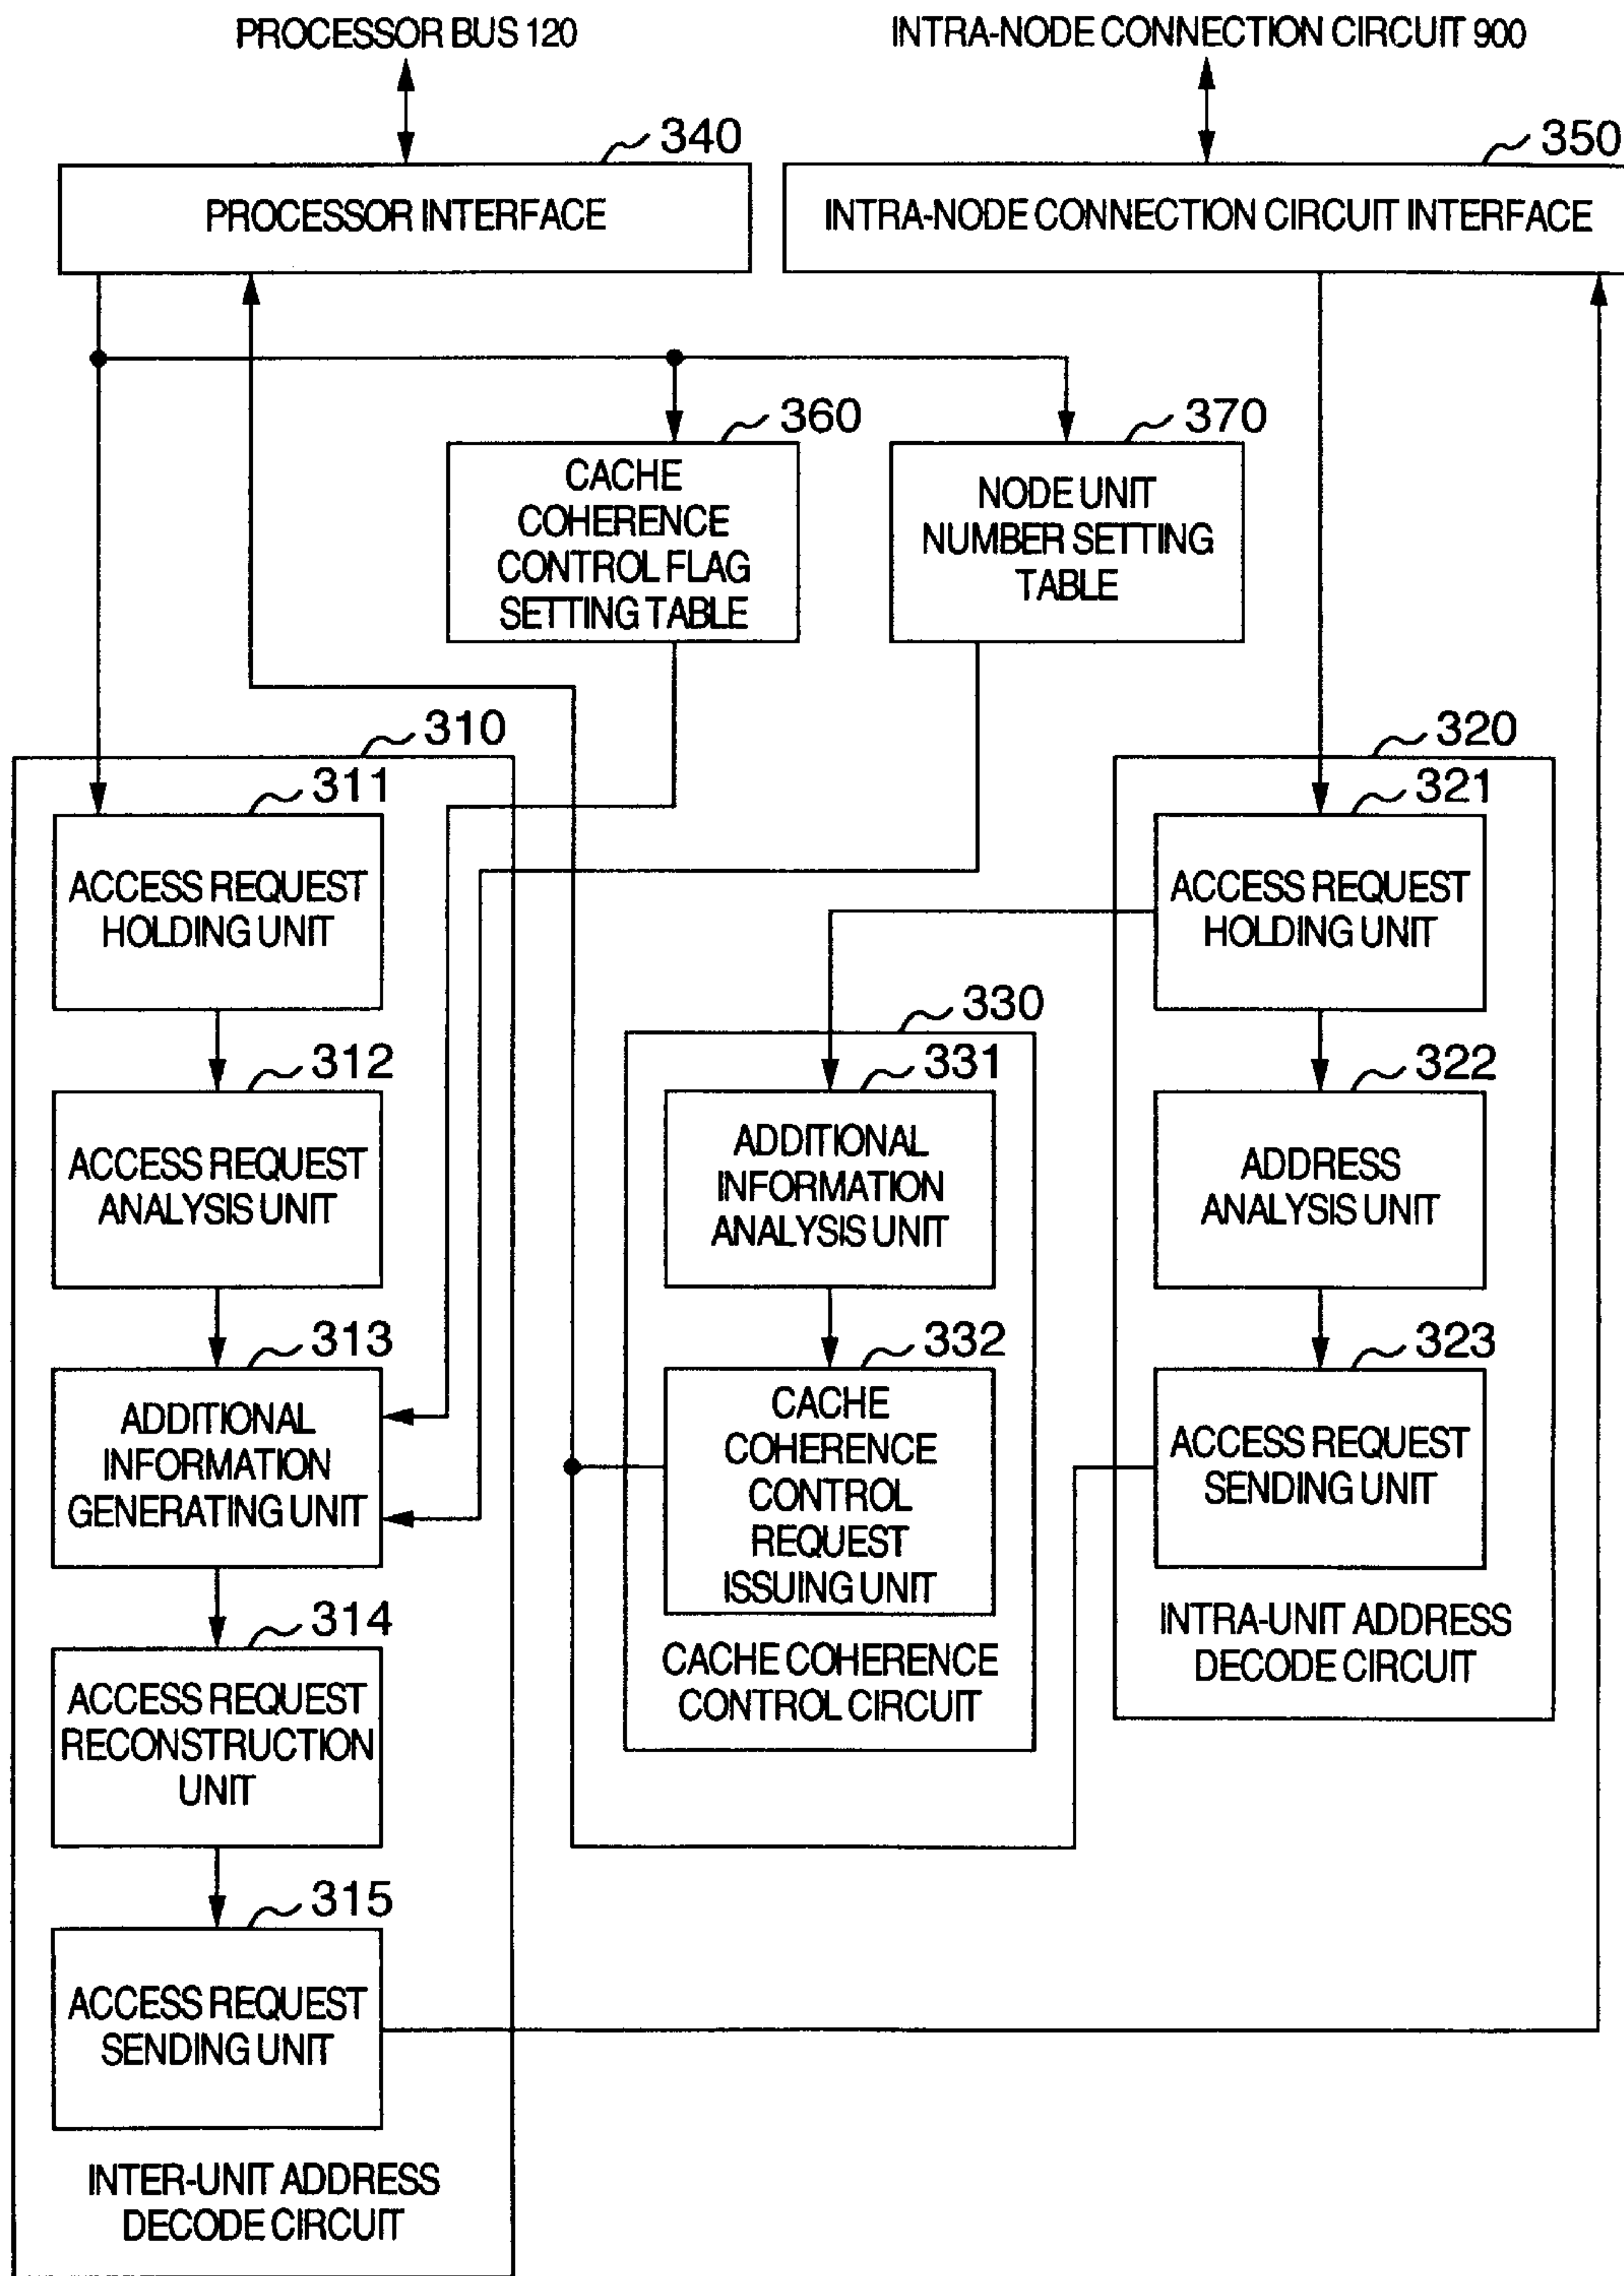 PROCESSOR BUS 120
INTRA-NODE CONNECTION CIRCUIT 900
340
350
PROCESSOR INTERFACE
INTRA-NODE CONNECTION CIRCUIT INTERFACE
360
370
CACHE
COHERENCE
CONTROL FLAG
SETTING TABLE
NODE UNIT
NUMBER SETTING
TABLE
310
320
311
ACCESS REQUEST
HOLDING UNIT
312
ACCESS REQUEST
ANALYSIS UNIT
313
ADDITIONAL
INFORMATION
GENERATING UNIT
314
ACCESS REQUEST
RECONSTRUCTION
UNIT
315
ACCESS REQUEST
SENDING UNIT
INTER-UNIT ADDRESS
DECODE CIRCUIT
330
331
ADDITIONAL
INFORMATION
ANALYSIS UNIT
332
CACHE
COHERENCE
CONTROL
REQUEST
ISSUING UNIT
CACHE COHERENCE
CONTROL CIRCUIT
321
ACCESS REQUEST
HOLDING UNIT
322
ADDRESS
ANALYSIS UNIT
323
ACCESS REQUEST
SENDING UNIT
INTRA-UNIT ADDRESS
DECODE CIRCUIT